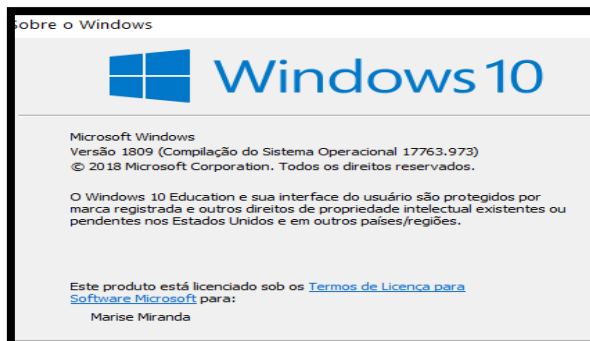 Sobre o Windows
Windows 10
Microsoft Windows
Versão 1809 (Compilação do Sistema Operacional 17763.973)
© 2018 Microsoft Corporation. Todos os direitos reservados.
O Windows 10 Education e sua interface do usuário são protegidos por
marca registrada e outros direitos de propriedade intelectual existentes ou
pendentes nos Estados Unidos e em outros países/regiões.
Este produto está licenciado sob os Termos de Licença para
Software Microsoft para:
Marise Miranda